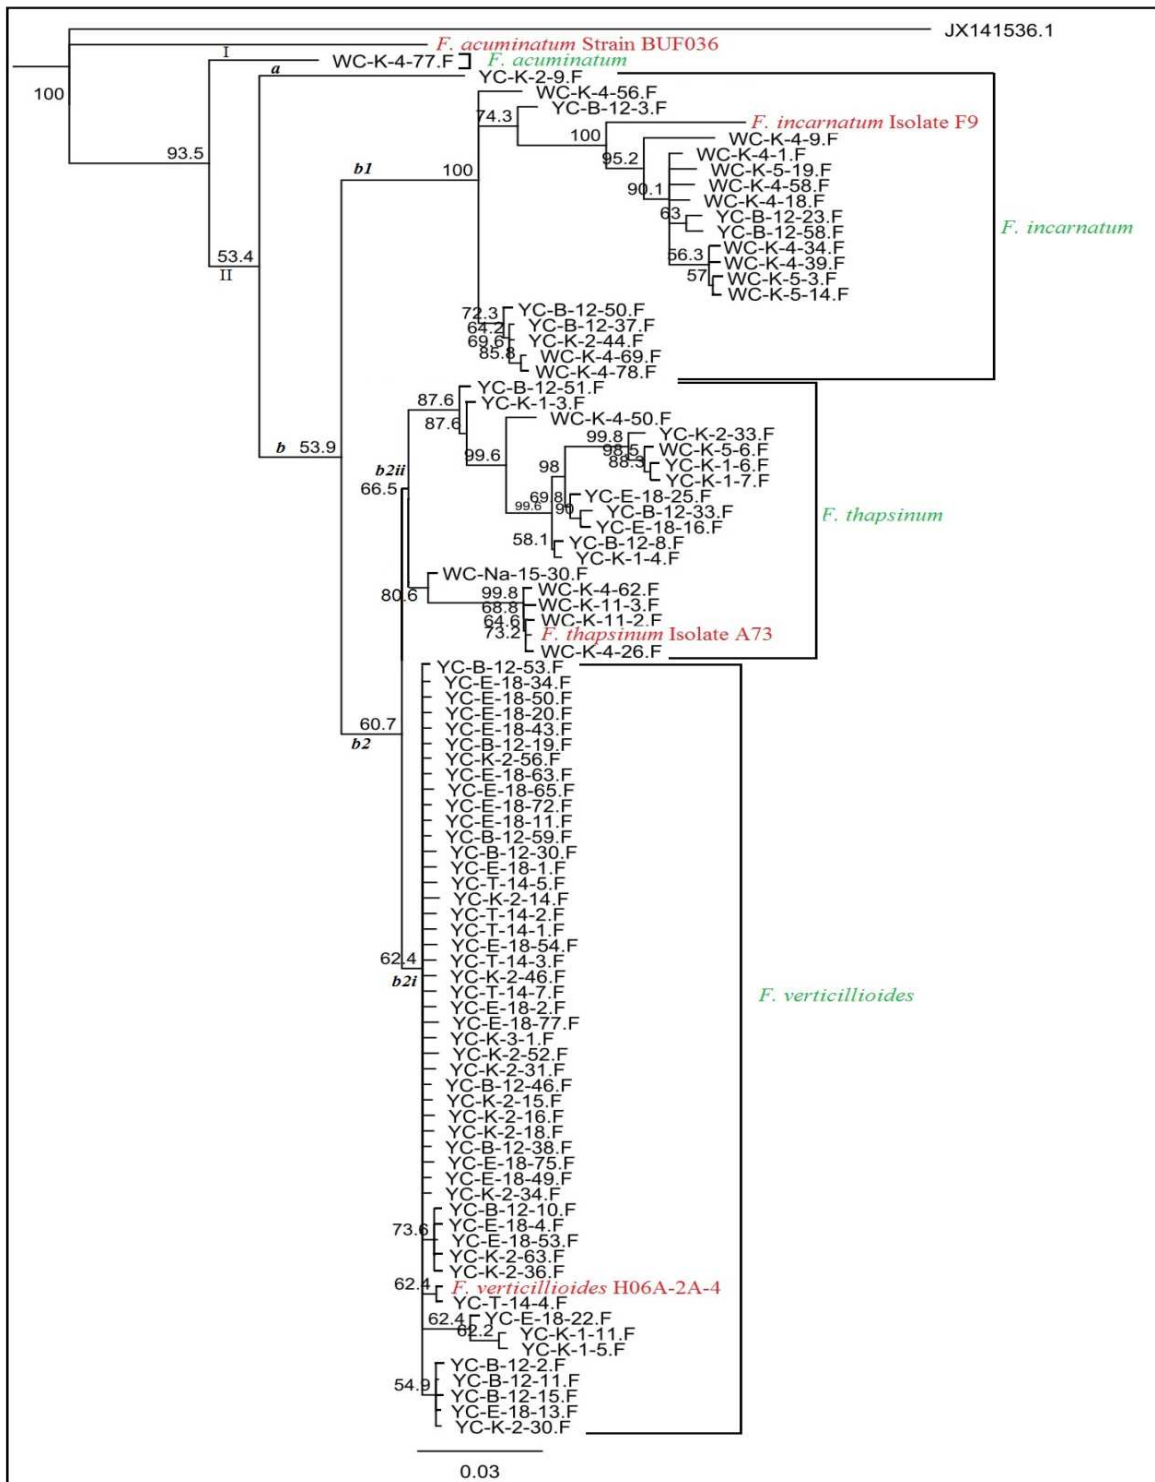 JX141536.1
F. acuminatum Strain BUF036
I
WC-K-4-77.F
F. acuminatum
a
YC-K-2-9.F
100
WC-K-4-56.F
YC-B-12-3.F
74.3
F. incarnatum Isolate F9
100
WC-K-4-9.F
93.5
95.2
WC-K-4-1.F
b1
100
YC-K-5-19.F
90.1
WC-K-4-58.F
WC-K-4-18.F
63
YC-B-12-23.F
YC-B-12-58.F
F. incarnatum
53.4
II
56.3
WC-K-4-34.F
WC-K-4-39.F
57
WC-K-5-3.F
WC-K-5-14.F
72.3
YC-B-12-50.F
64.2
YC-B-12-37.F
69.6
YC-K-2-44.F
85.8
WC-K-4-69.F
WC-K-4-78.F
YC-B-12-51.F
87.6
YC-K-1-3.F
87.6
WC-K-4-50.F
99.8
YC-K-2-33.F
b
53.9
98.5
WC-K-5-6.F
99.6
88.3
YC-K-1-6.F
b2ii
98
YC-K-1-7.F
66.5
69.8
YC-E-18-25.F
99.6
90
YC-B-12-33.F
F. thapsinum
YC-E-18-16.F
58.1
YC-B-12-8.F
YC-K-1-4.F
WC-Na-15-30.F
80.6
99.8
WC-K-4-62.F
68.8
WC-K-11-3.F
64.6
WC-K-11-2.F
73.2
F. thapsinum Isolate A73
WC-K-4-26.F
YC-B-12-53.F
YC-E-18-34.F
YC-E-18-50.F
YC-E-18-20.F
60.7
YC-E-18-43.F
b2
YC-B-12-19.F
YC-K-2-56.F
YC-E-18-63.F
YC-E-18-65.F
YC-E-18-72.F
YC-E-18-11.F
YC-B-12-59.F
YC-B-12-30.F
YC-E-18-1.F
YC-T-14-5.F
YC-K-2-14.F
YC-T-14-2.F
YC-T-14-1.F
YC-E-18-54.F
62.4
YC-T-14-3.F
b2i
YC-K-2-46.F
YC-T-14-7.F
F. verticillioides
YC-E-18-2.F
YC-E-18-77.F
YC-K-3-1.F
YC-K-2-52.F
YC-K-2-31.F
YC-B-12-46.F
YC-K-2-15.F
YC-K-2-16.F
YC-K-2-18.F
YC-B-12-38.F
YC-E-18-75.F
YC-E-18-49.F
YC-K-2-34.F
YC-B-12-10.F
73.6
YC-E-18-4.F
YC-E-18-53.F
YC-K-2-63.F
YC-K-2-36.F
62.4
F. verticillioides H06A-2A-4
YC-T-14-4.F
62.4
YC-E-18-22.F
62.2
YC-K-1-11.F
YC-K-1-5.F
YC-B-12-2.F
54.9
YC-B-12-11.F
YC-B-12-15.F
YC-E-18-13.F
YC-K-2-30.F
0.03